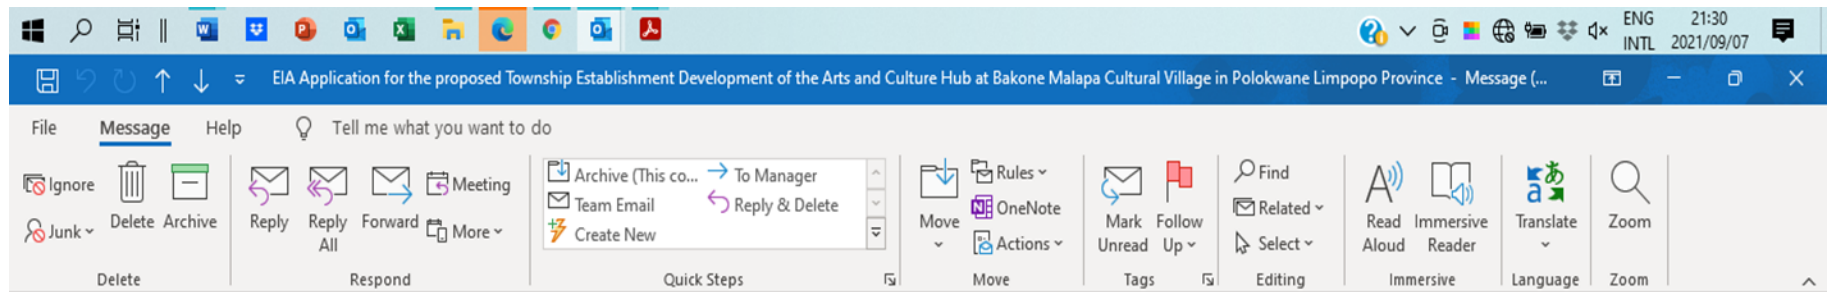 ENG 21:30
INTL 2021/09/07
EIA Application for the proposed Township Establishment Development of the Arts and Culture Hub at Bakone Malapa Cultural Village in Polokwane Limpopo Province - Message (...
File Message Help Tell me what you want to do
Ignore
Junk
Delete Archive
Delete
Reply Reply All Forward
Meeting
More
Respond
Archive (This co... To Manager
Team Email Reply & Delete
Create New
Quick Steps
Move
Rules
OneNote
Actions
Move
Mark Unread Follow Up
Tags
Find
Related
Select
Editing
Read Aloud Immersive Reader
Immersive
Translate
Language
Zoom
Zoom